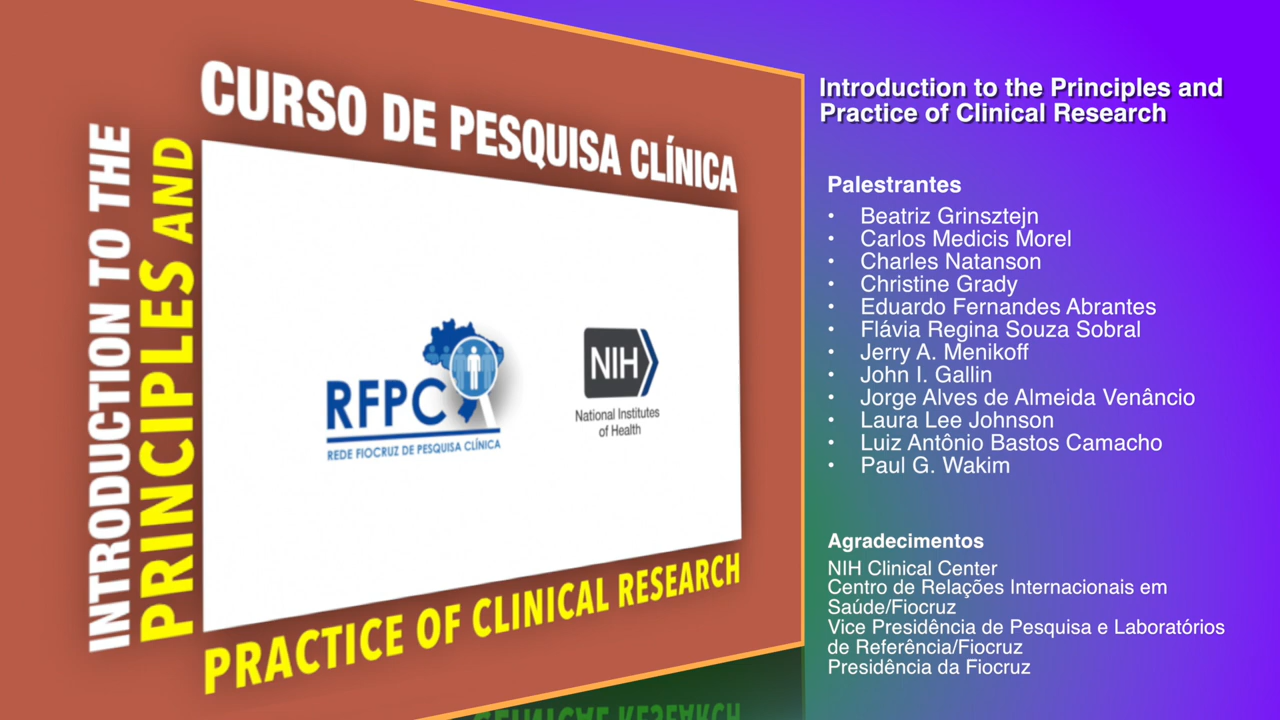 CURSO DE PESQUISA CLÍNICA
INTRODUCTION TO THE
PRINCIPLES AND
PRACTICE OF CLINICAL RESEARCH
RFPC
REDE FIOCRUZ DE PESQUISA CLÍNICA
NIH
National Institutes
of Health
Introduction to the Principles and
Practice of Clinical Research
Palestrantes
• Beatriz Grinsztejn
• Carlos Medicis Morel
• Charles Natanson
• Christine Grady
• Eduardo Fernandes Abrantes
• Flávia Regina Souza Sobral
• Jerry A. Menikoff
• John I. Gallin
• Jorge Alves de Almeida Venâncio
• Laura Lee Johnson
• Luiz Antônio Bastos Camacho
• Paul G. Wakim
Agradecimentos
NIH Clinical Center
Centro de Relações Internacionais em
Saúde/Fiocruz
Vice Presidência de Pesquisa e Laboratórios
de Referência/Fiocruz
Presidência da Fiocruz